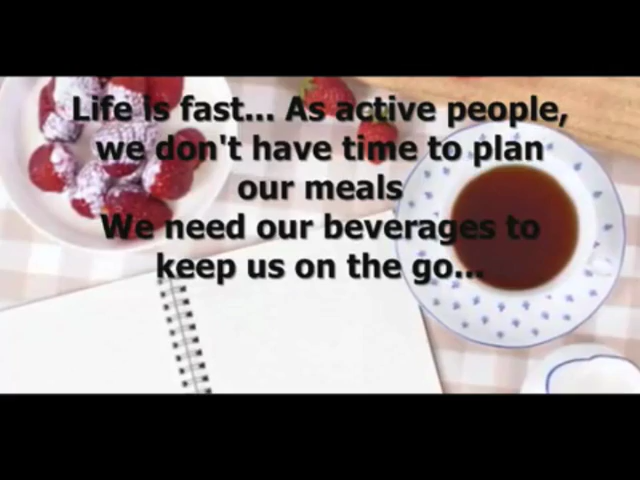 Life is fast... As active people,
we don't have time to plan
our meals
We need our beverages to
keep us on the go...